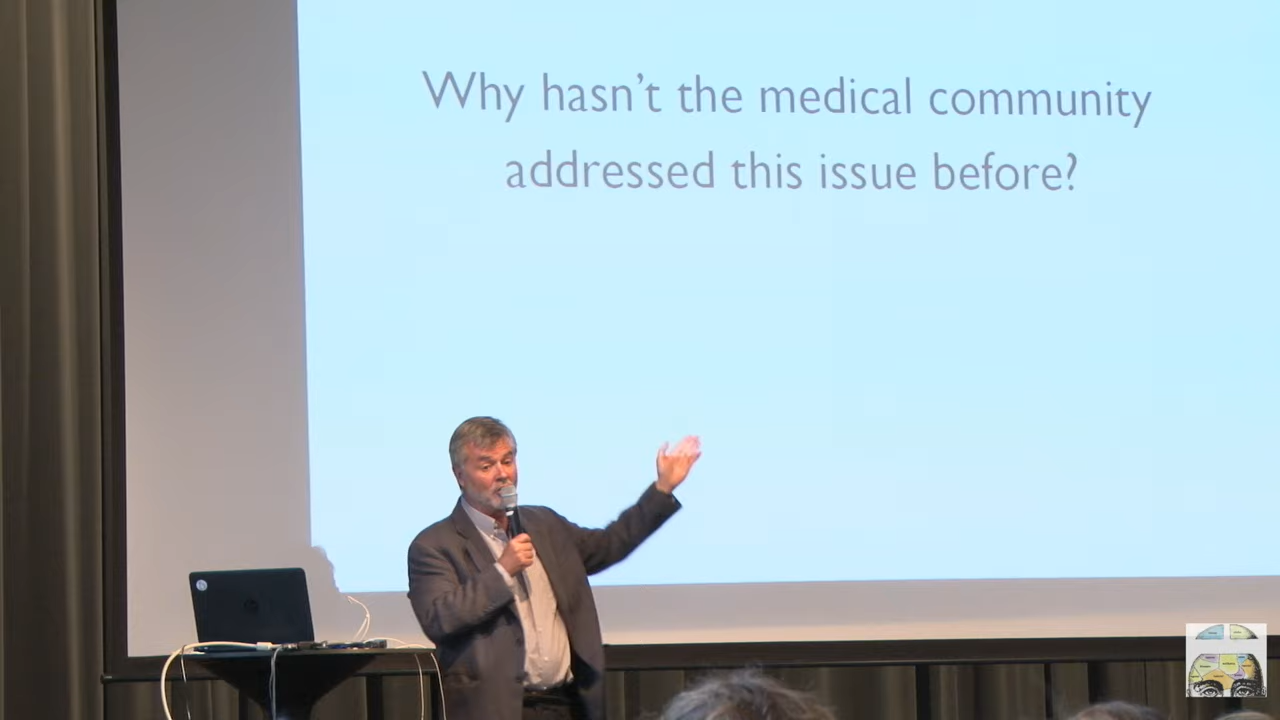 Why hasn't the medical community
addressed this issue before?